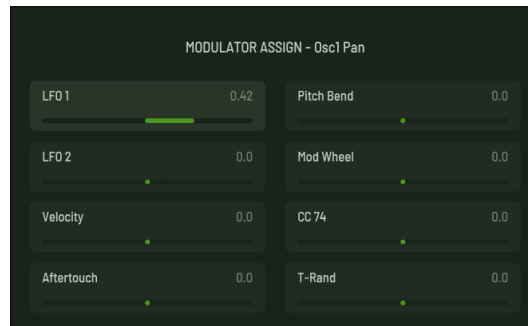 MODULATOR ASSIGN - Osc1 Pan
LFO 1 0.42
Pitch Bend 0.0
LFO 2 0.0
Mod Wheel 0.0
Velocity 0.0
CC 74 0.0
Aftertouch 0.0
T-Rand 0.0